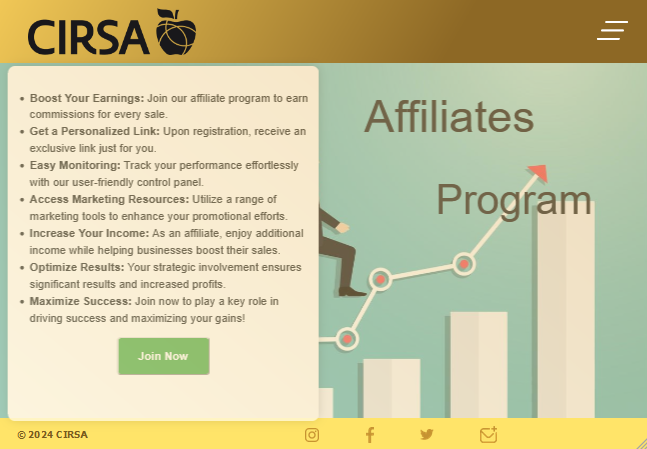 CIRSA
Affiliates
Program
• Boost Your Earnings: Join our affiliate program to earn
commissions for every sale.
• Get a Personalized Link: Upon registration, receive an
exclusive link just for you.
• Easy Monitoring: Track your performance effortlessly
with our user-friendly control panel.
• Access Marketing Resources: Utilize a range of
marketing tools to enhance your promotional efforts.
• Increase Your Income: As an affiliate, enjoy additional
income while helping businesses boost their sales.
• Optimize Results: Your strategic involvement ensures
significant results and increased profits.
• Maximize Success: Join now to play a key role in
driving success and maximizing your gains!
Join Now
© 2024 CIRSA